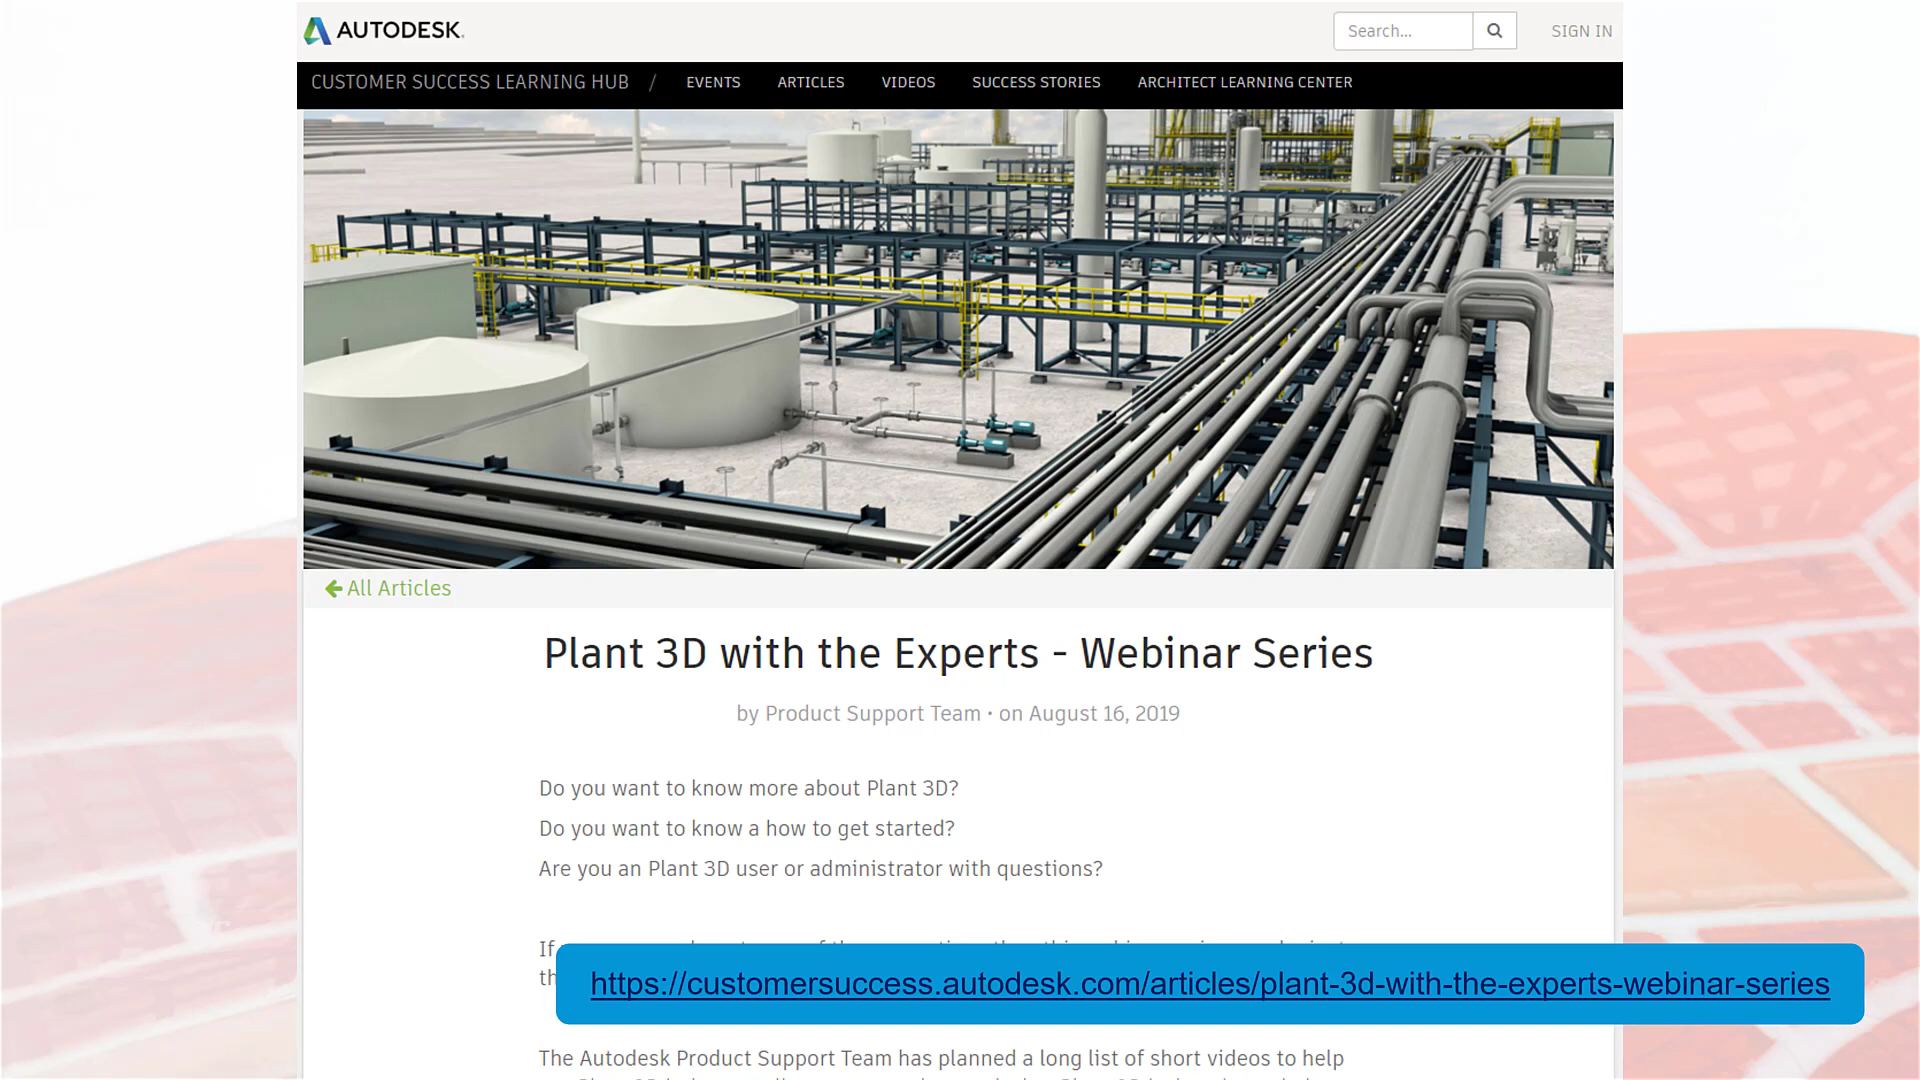 AUTODESK.
Search...
SIGN IN
CUSTOMER SUCCESS LEARNING HUB / EVENTS ARTICLES VIDEOS SUCCESS STORIES ARCHITECT LEARNING CENTER
All Articles
Plant 3D with the Experts - Webinar Series
by Product Support Team • on August 16, 2019
Do you want to know more about Plant 3D?
Do you want to know a how to get started?
Are you an Plant 3D user or administrator with questions?
If
https://customersuccess.autodesk.com/articles/plant-3d-with-the-experts-webinar-series
The Autodesk Product Support Team has planned a long list of short videos to help